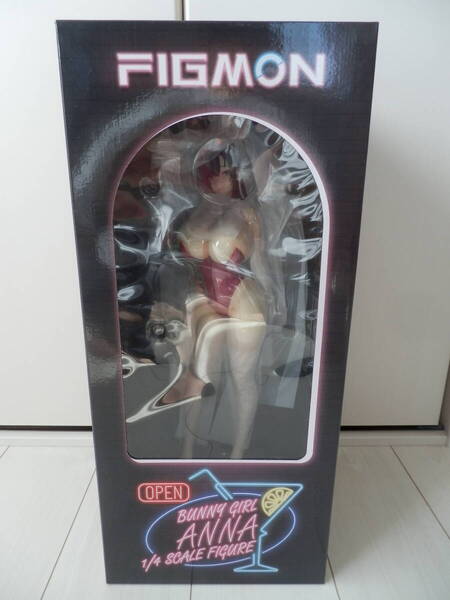 FIGMON
OPEN
BUNNY GIRL
ANNA
1/4 SCALE FIGURE